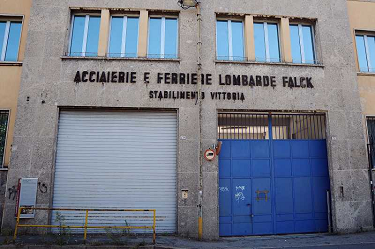 ACCIAIERIE E FERRIERE LOMBARDE FALCK
STABILIMENTO VITTORIA